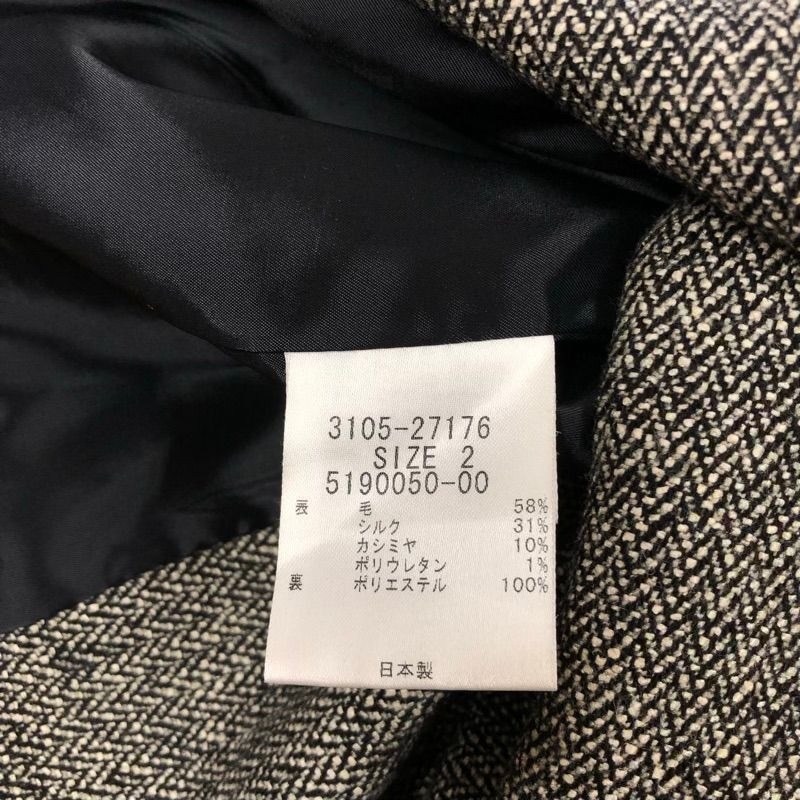 3105-27176
SIZE 2
5190050-00
表 毛 58%
シルク 31%
カシミヤ 10%
ポリウレタン 1%
裏 ポリエステル 100%
日本製